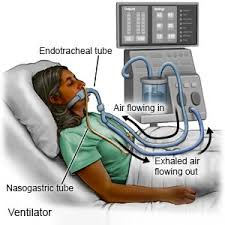 Endotracheal tube
Air flowing in
Exhaled air
flowing out
Nasogastric tube
Ventilator